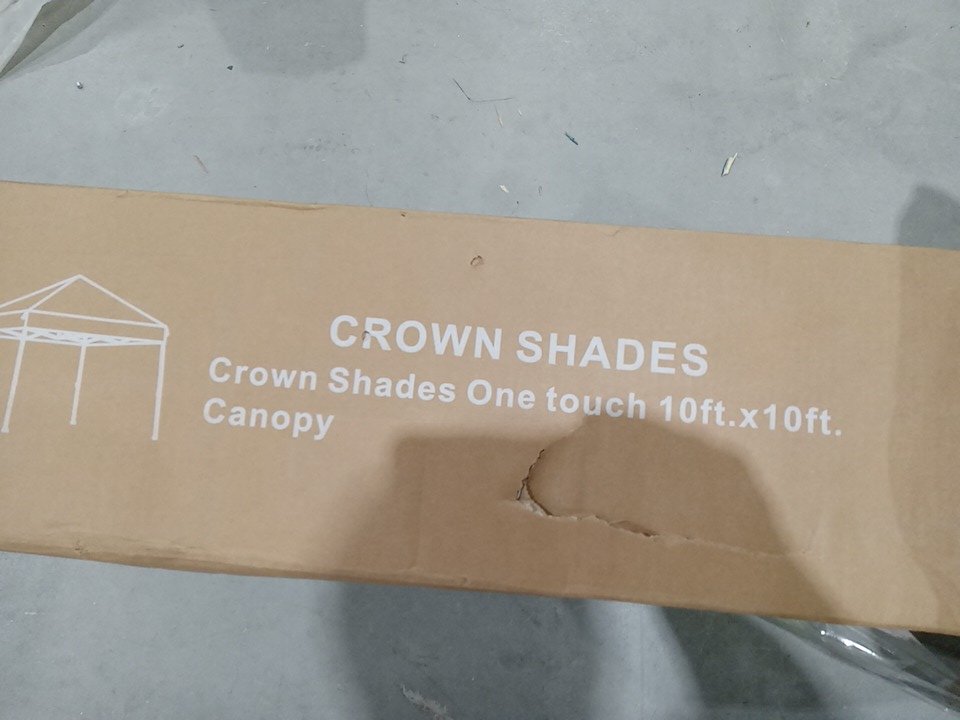 CROWN SHADES
Crown Shades One touch 10ft.x10ft.
Canopy